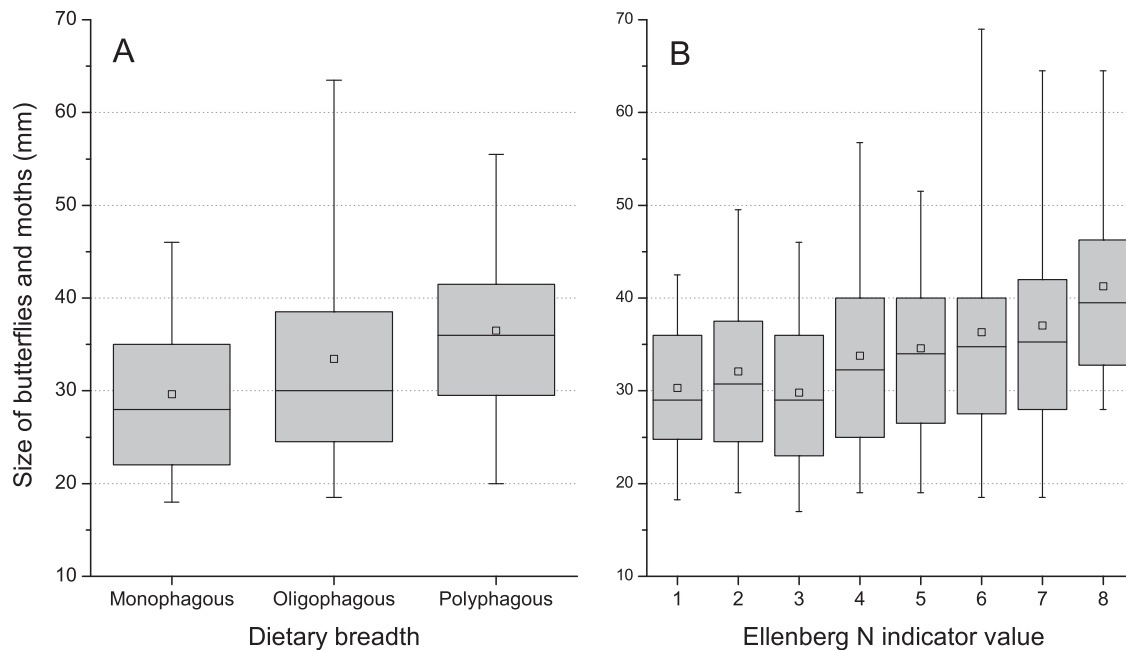 A
Size of butterflies and moths (mm)
70
60
50
40
30
20
10
Monophagous Oligophagous Polyphagous
Dietary breadth
B
70
60
50
40
30
20
10
1 2 3 4 5 6 7 8
Ellenberg N indicator value